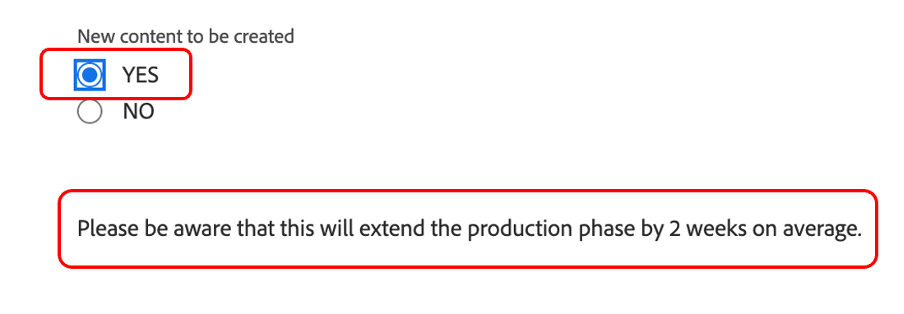 New content to be created
YES
NO
Please be aware that this will extend the production phase by 2 weeks on average.